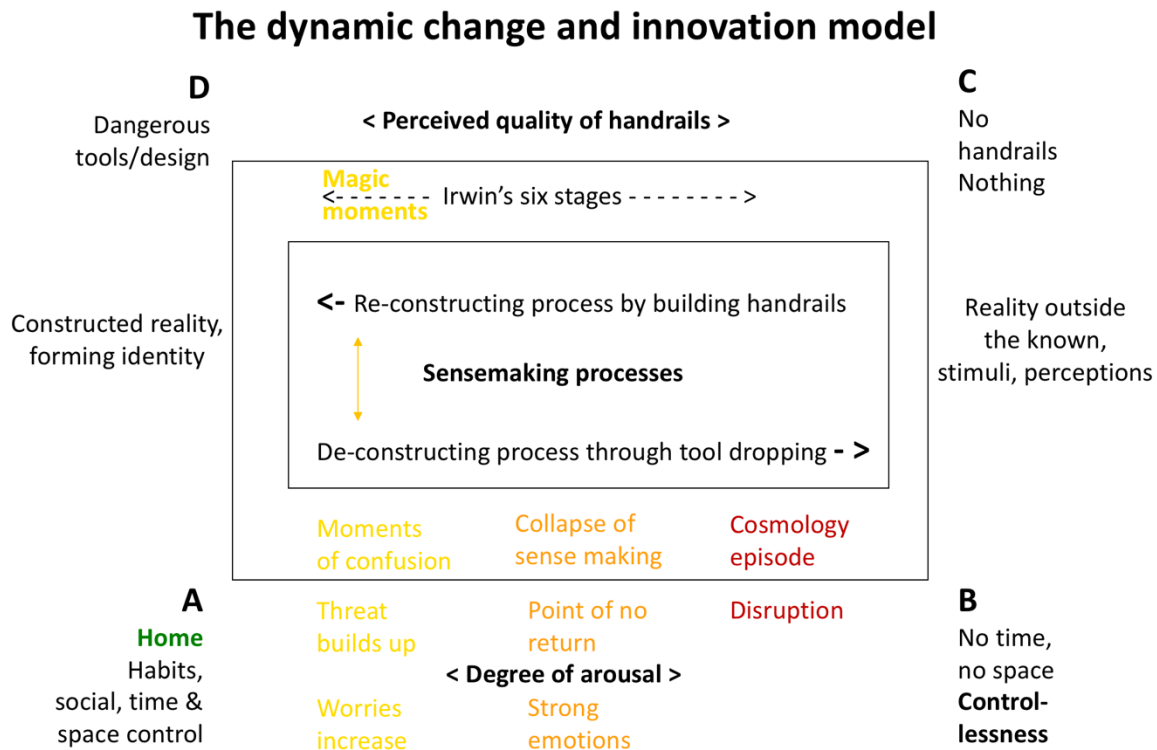 The dynamic change and innovation model
D
Dangerous
tools/design
< Perceived quality of handrails >
C
No
handrails
Nothing
Magic
moments
<- - - - - - - Irwin's six stages - - - - - - - - >
<- Re-constructing process by building handrails
Sensemaking processes
De-constructing process through tool dropping - >
Constructed reality,
forming identity
Reality outside
the known,
stimuli, perceptions
Moments
of confusion
Collapse of
sense making
Cosmology
episode
A
Home
Habits,
social, time &
space control
Threat
builds up
Point of no
return
Disruption
< Degree of arousal >
Worries
increase
Strong
emotions
B
No time,
no space
Control-
lessness